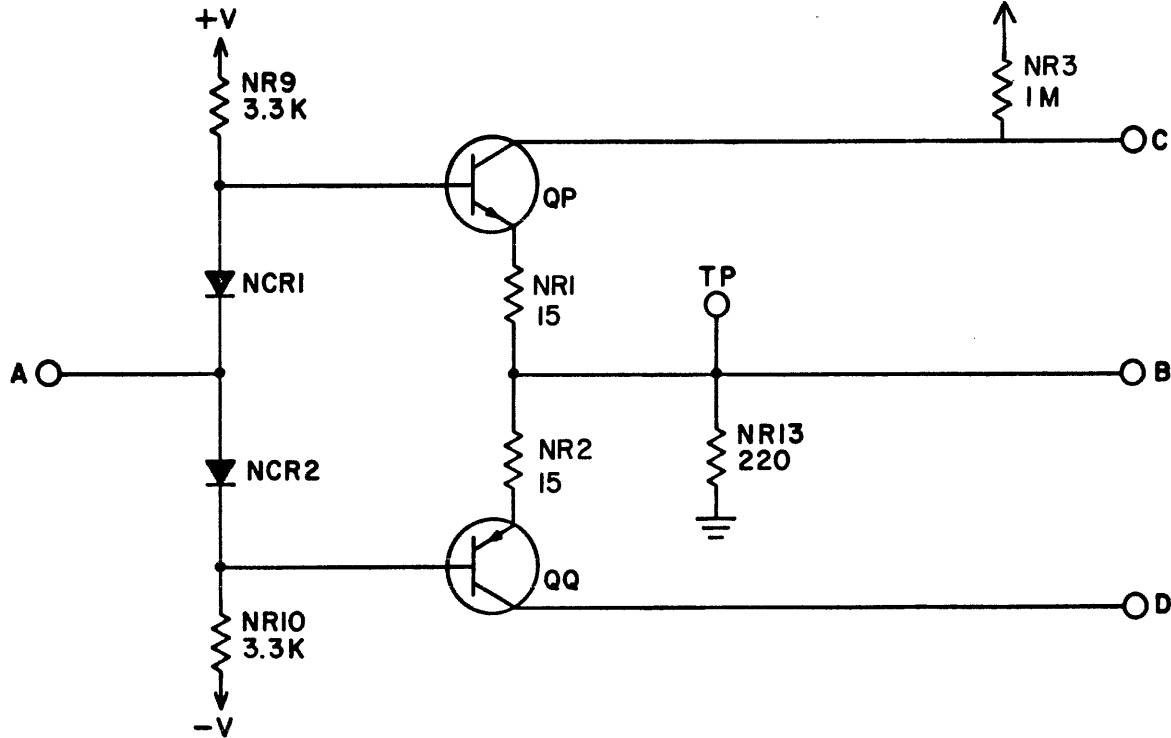 +V
NR9
3.3K
NR3
1M
C
QP
NCR1
NR1
15
TP
A
B
NCR2
NR2
15
NR13
220
QQ
D
NR10
3.3K
-V